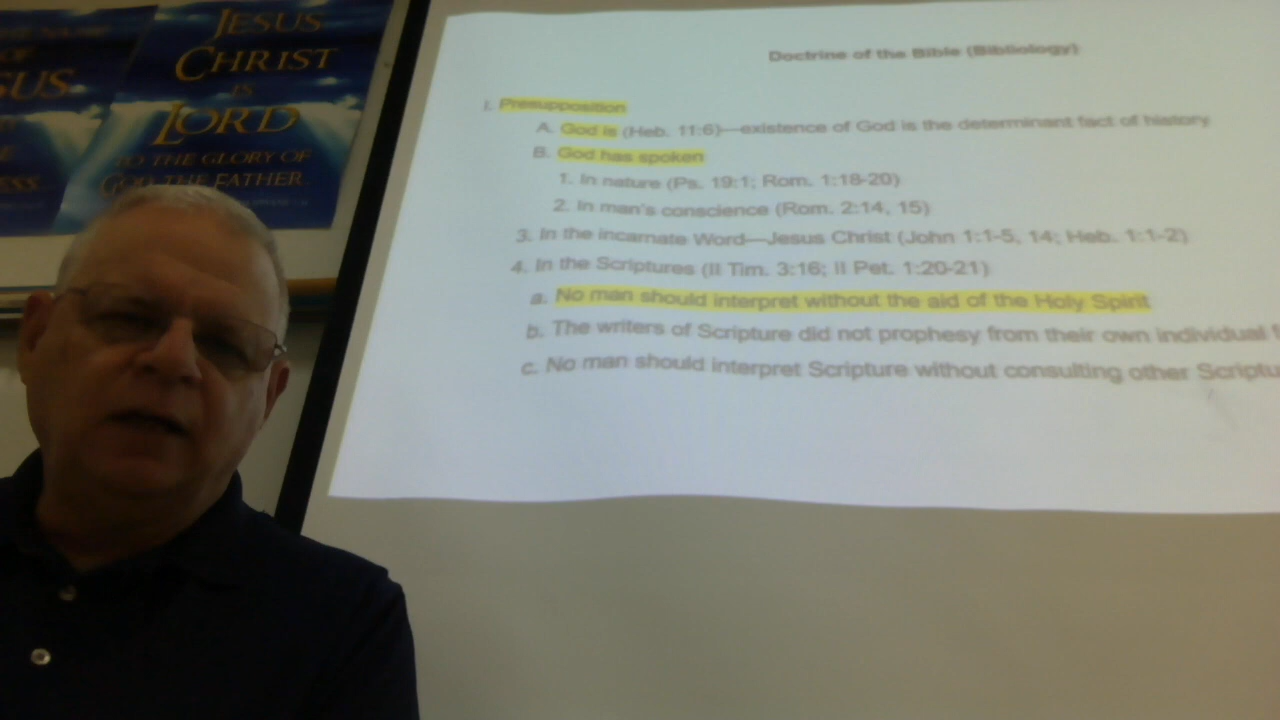 SUS
ESS
JESUS
CHRIST
IS
LORD
TO THE GLORY OF
GOD THE FATHER.
Doctrine of the Bible (Bibliology)
I. Presupposition
A. God is (Heb. 11:6)—existence of God is the determinant fact of history
B. God has spoken
1. In nature (Ps. 19:1; Rom. 1:18-20)
2. In man's conscience (Rom. 2:14, 15)
3. In the incarnate Word—Jesus Christ (John 1:1-5, 14; Heb. 1:1-2)
4. In the Scriptures (II Tim. 3:16; II Pet. 1:20-21)
a. No man should interpret without the aid of the Holy Spirit
b. The writers of Scripture did not prophesy from their own individual
c. No man should interpret Scripture without consulting other Scriptu